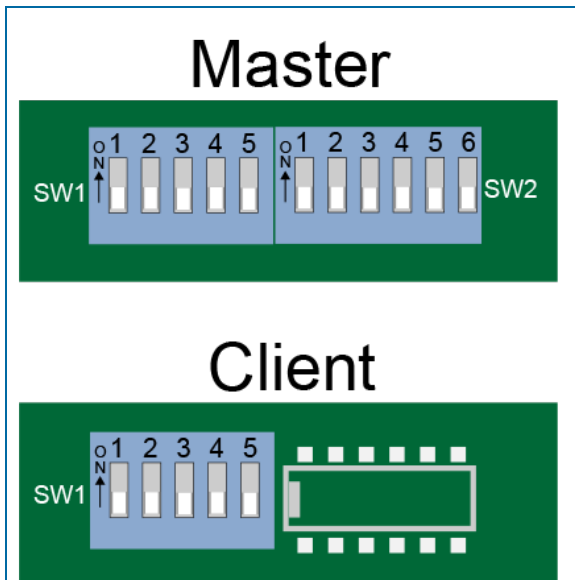 Master
ON 1 2 3 4 5 ON 1 2 3 4 5 6
SW1 SW2
Client
ON 1 2 3 4 5
SW1